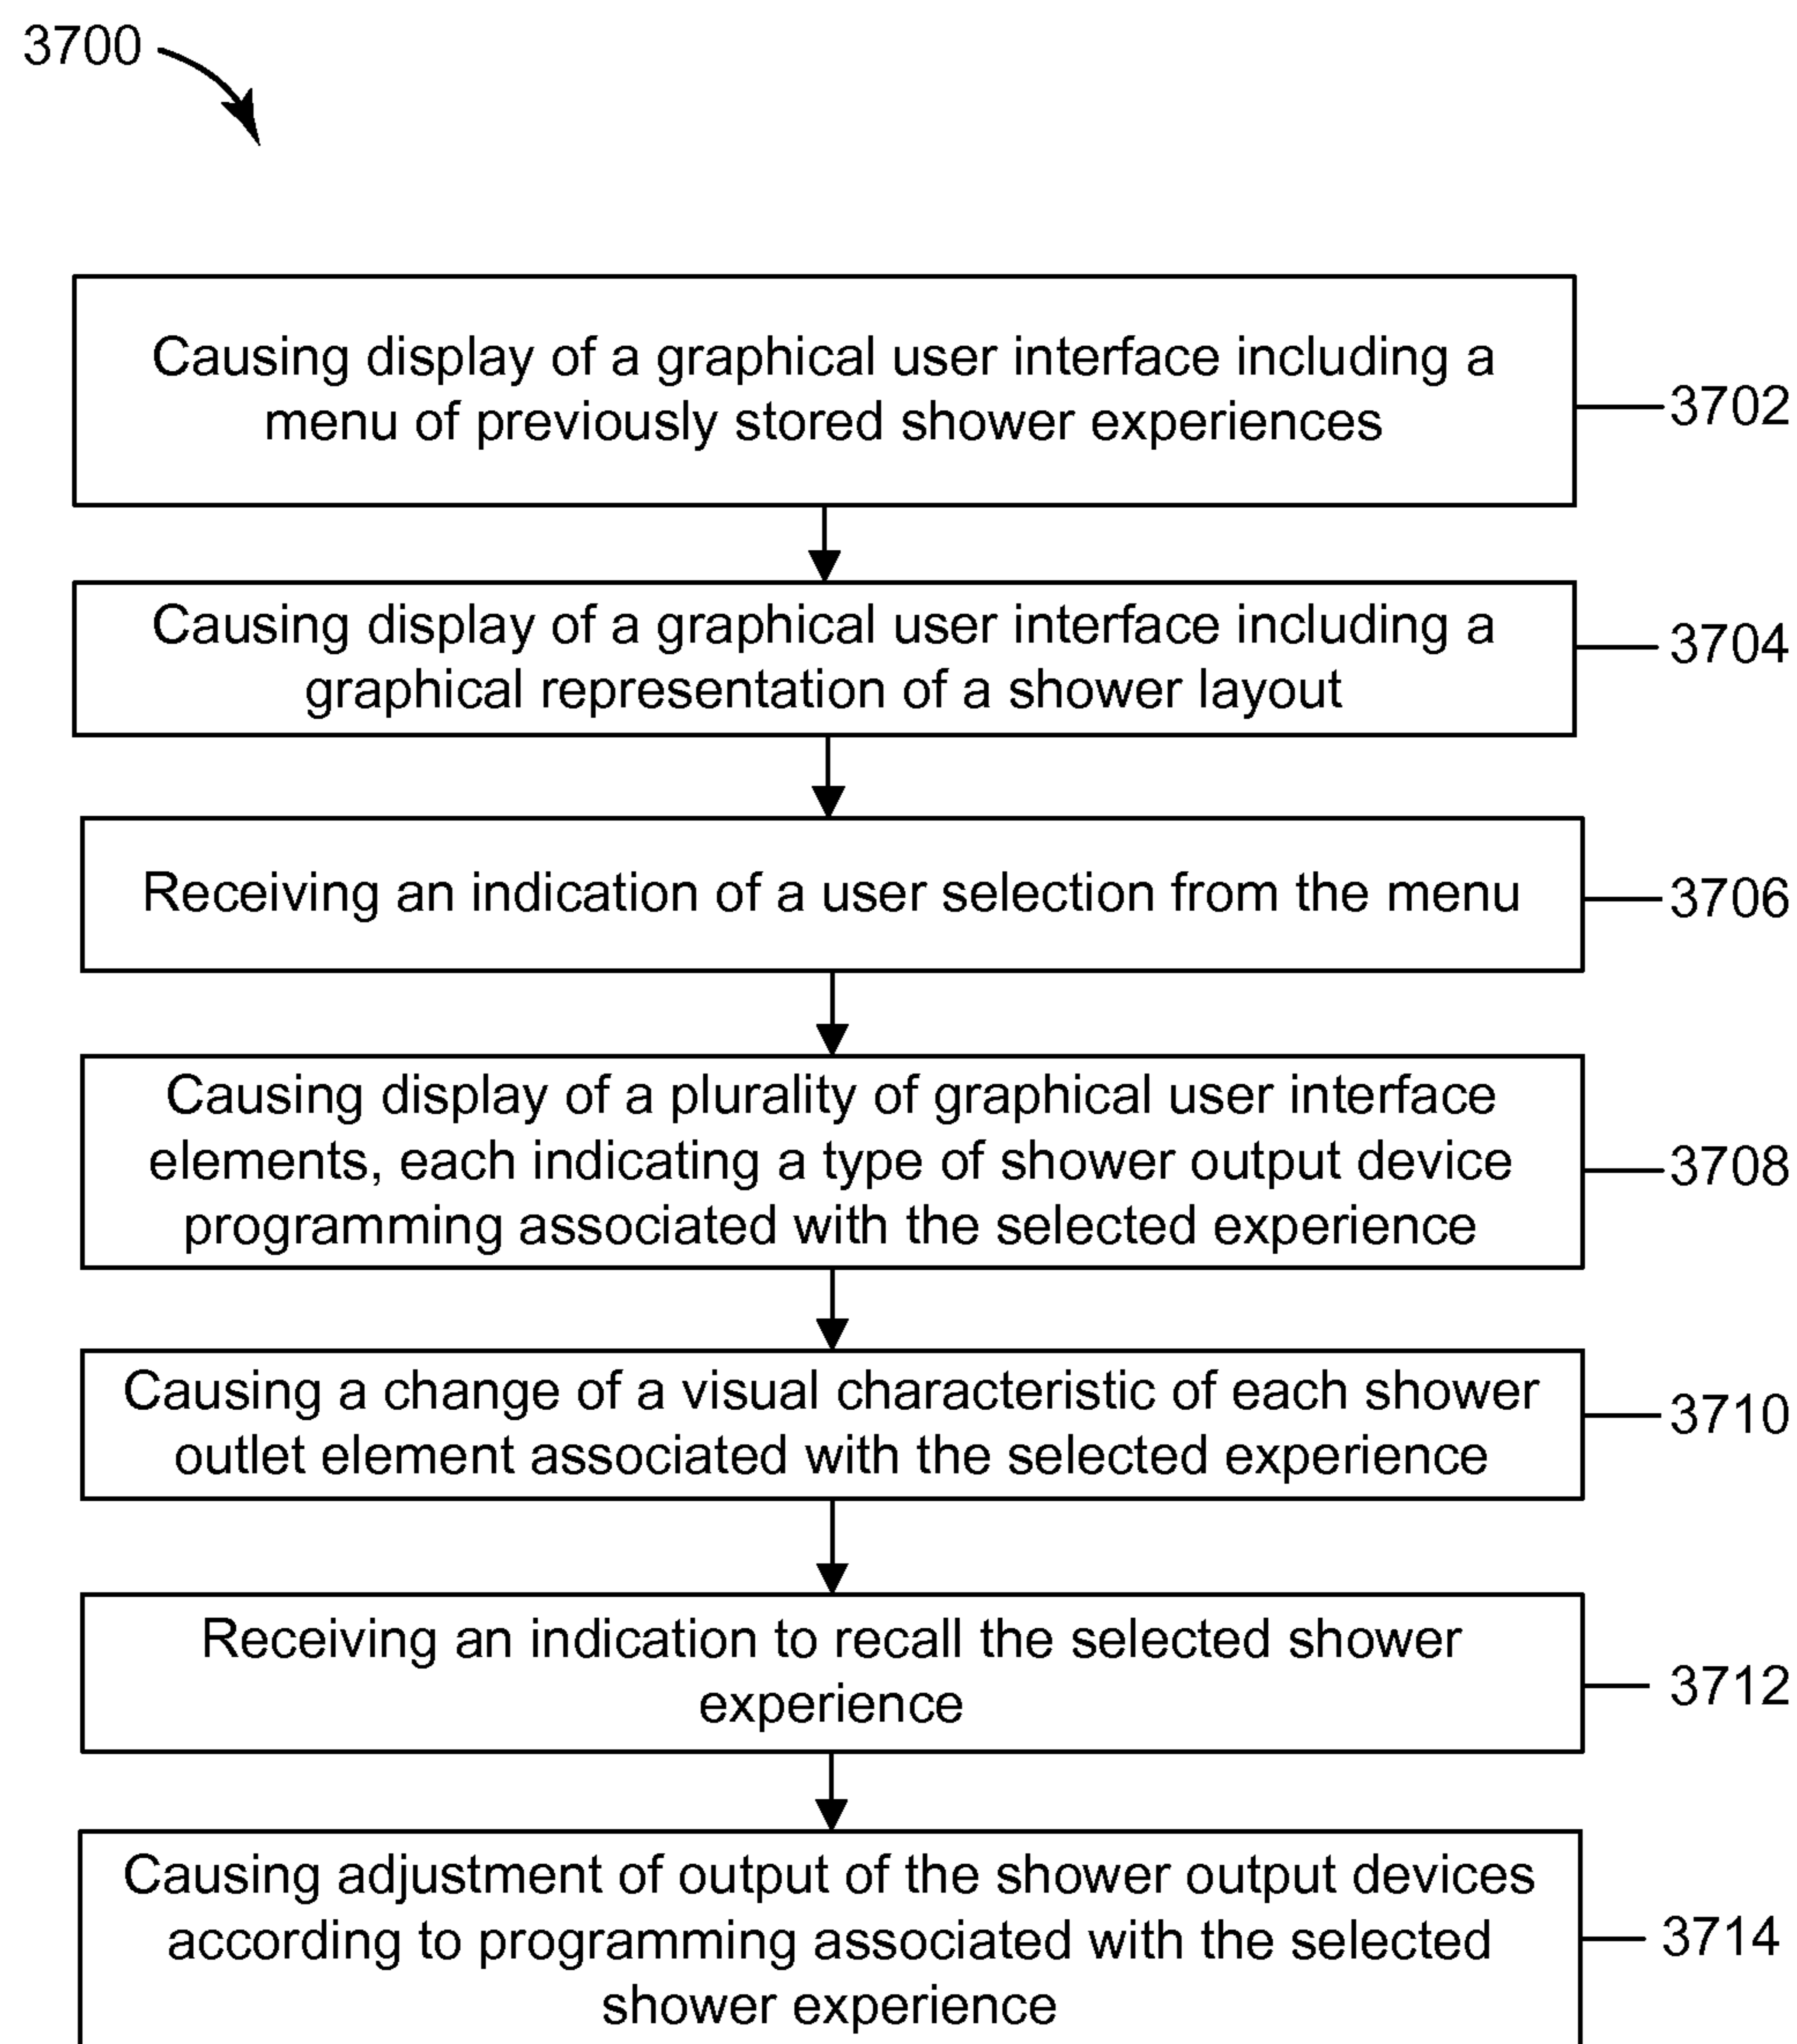 3700
Causing display of a graphical user interface including a
menu of previously stored shower experiences
3702
Causing display of a graphical user interface including a
graphical representation of a shower layout
3704
Receiving an indication of a user selection from the menu
3706
Causing display of a plurality of graphical user interface
elements, each indicating a type of shower output device
programming associated with the selected experience
3708
Causing a change of a visual characteristic of each shower
outlet element associated with the selected experience
3710
Receiving an indication to recall the selected shower
experience
3712
Causing adjustment of output of the shower output devices
according to programming associated with the selected
shower experience
3714